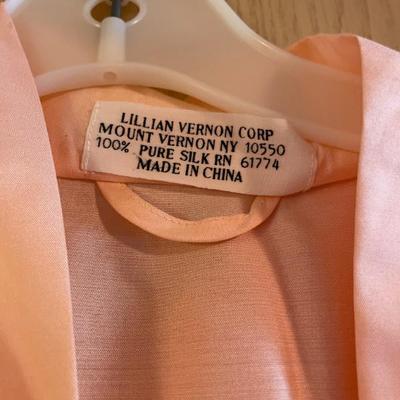 LILLIAN VERNON CORP
MOUNT VERNON NY 10550
100% PURE SILK RN 61774
MADE IN CHINA